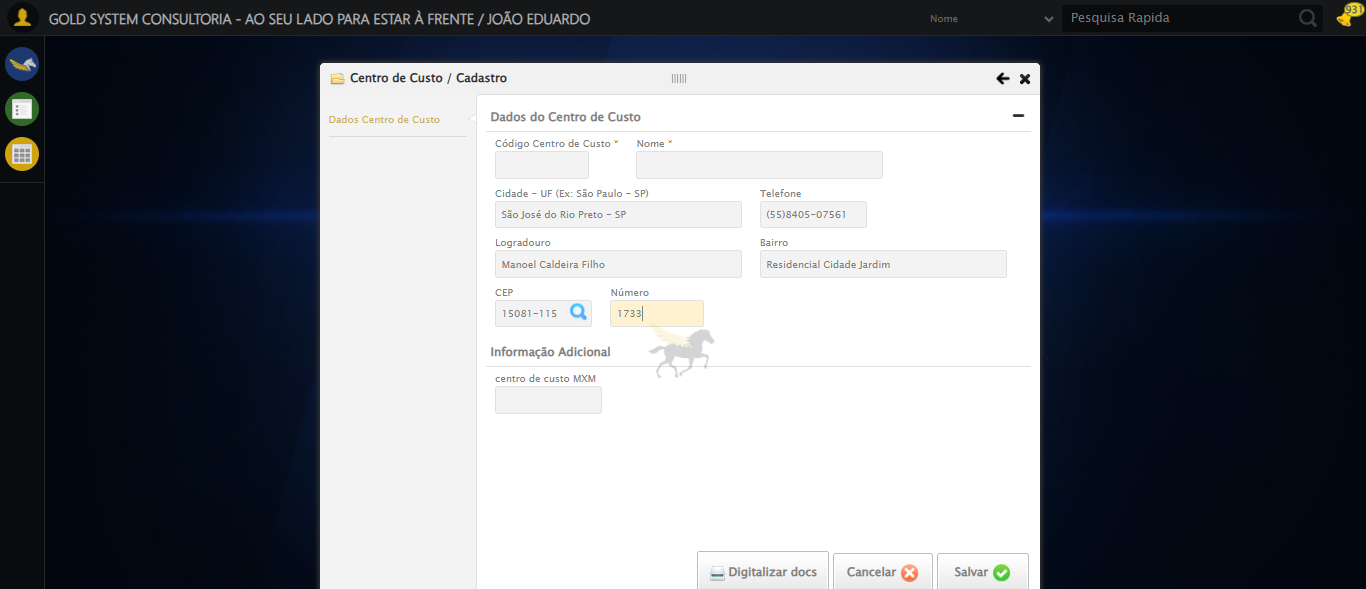 GOLD SYSTEM CONSULTORIA - AO SEU LADO PARA ESTAR À FRENTE / JOÃO EDUARDO
Nome
Pesquisa Rapida
931
Centro de Custo / Cadastro
Dados Centro de Custo
Dados do Centro de Custo
Código Centro de Custo * Nome *
Cidade - UF (Ex: São Paulo - SP) Telefone
São José do Rio Preto - SP (55)8405-07561
Logradouro Bairro
Manoel Caldeira Filho Residencial Cidade Jardim
CEP Número
15081-115 1733
Informação Adicional
centro de custo MXM
Digitalizar docs Cancelar Salvar